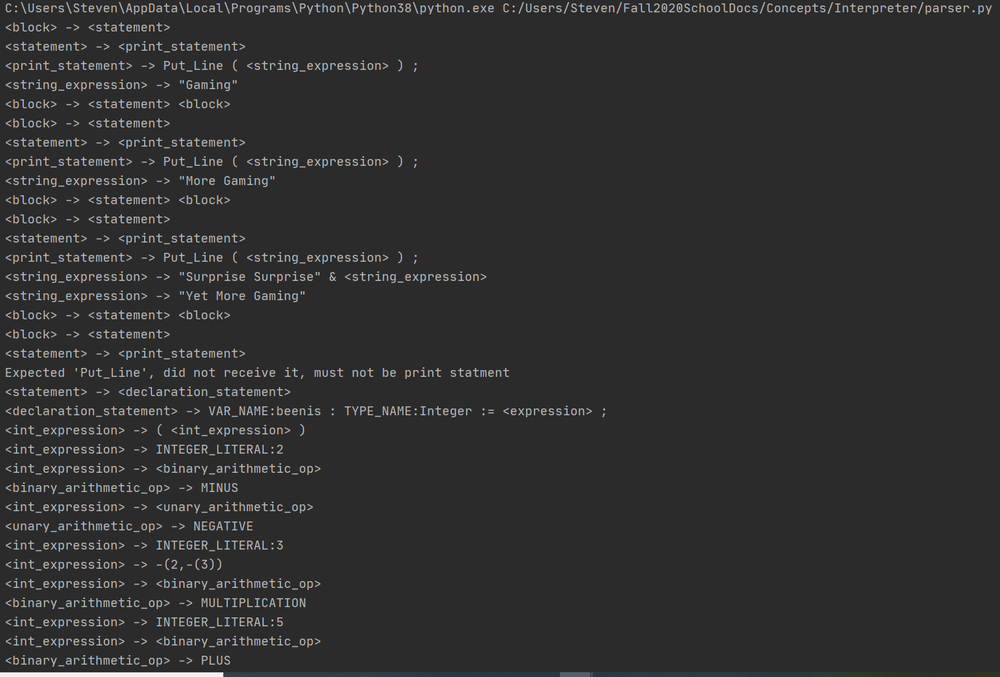 C:\Users\Steven\AppData\Local\Programs\Python\Python38\python.exe C:/Users/Steven/Fall2020SchoolDocs/Concepts/Interpreter/parser.py
<block> -> <statement>
<statement> -> <print_statement>
<print_statement> -> Put_Line ( <string_expression> ) ;
<string_expression> -> "Gaming"
<block> -> <statement> <block>
<block> -> <statement>
<statement> -> <print_statement>
<print_statement> -> Put_Line ( <string_expression> ) ;
<string_expression> -> "More Gaming"
<block> -> <statement> <block>
<block> -> <statement>
<statement> -> <print_statement>
<print_statement> -> Put_Line ( <string_expression> ) ;
<string_expression> -> "Surprise Surprise" & <string_expression>
<string_expression> -> "Yet More Gaming"
<block> -> <statement> <block>
<block> -> <statement>
<statement> -> <print_statement>
Expected 'Put_Line', did not receive it, must not be print statment
<statement> -> <declaration_statement>
<declaration_statement> -> VAR_NAME:beenis : TYPE_NAME:Integer := <expression> ;
<int_expression> -> ( <int_expression> )
<int_expression> -> INTEGER_LITERAL:2
<int_expression> -> <binary_arithmetic_op>
<binary_arithmetic_op> -> MINUS
<int_expression> -> <unary_arithmetic_op>
<unary_arithmetic_op> -> NEGATIVE
<int_expression> -> INTEGER_LITERAL:3
<int_expression> -> -(2,-(3))
<int_expression> -> <binary_arithmetic_op>
<binary_arithmetic_op> -> MULTIPLICATION
<int_expression> -> INTEGER_LITERAL:5
<int_expression> -> <binary_arithmetic_op>
<binary_arithmetic_op> -> PLUS